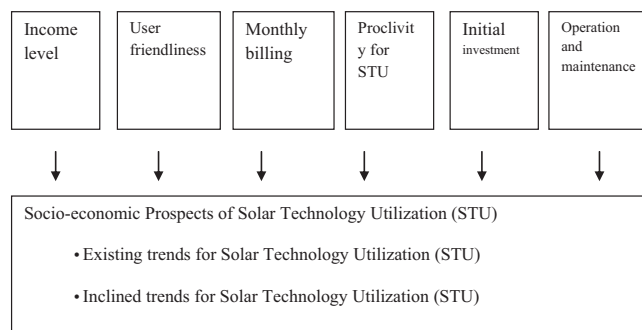 Income
level
User
friendliness
Monthly
billing
Proclivit
y for
STU
Initial
investment
Operation
and
maintenance
Socio-economic Prospects of Solar Technology Utilization (STU)
• Existing trends for Solar Technology Utilization (STU)
• Inclined trends for Solar Technology Utilization (STU)